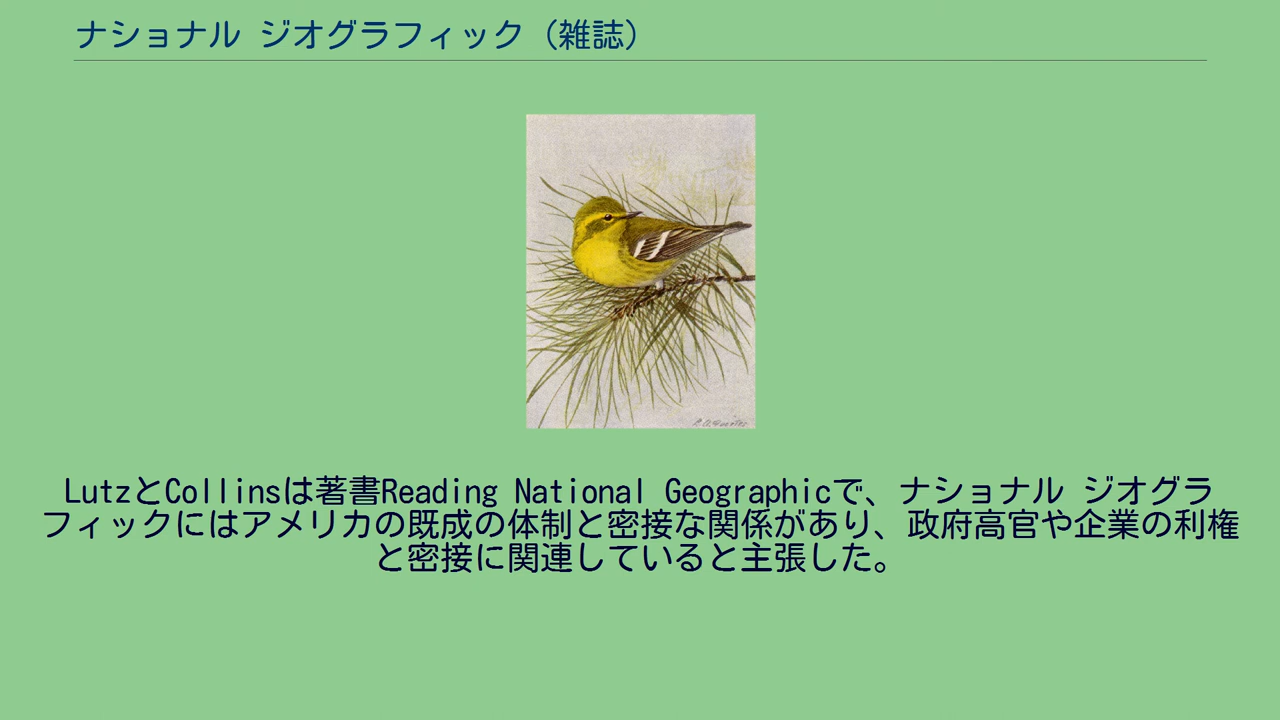 ナショナル ジオグラフィック（雑誌）
LutzとCollinsは著書Reading National Geographicで、ナショナル ジオグラ
フィックにはアメリカの既成の体制と密接な関係があり、政府高官や企業の利権
と密接に関連していると主張した。